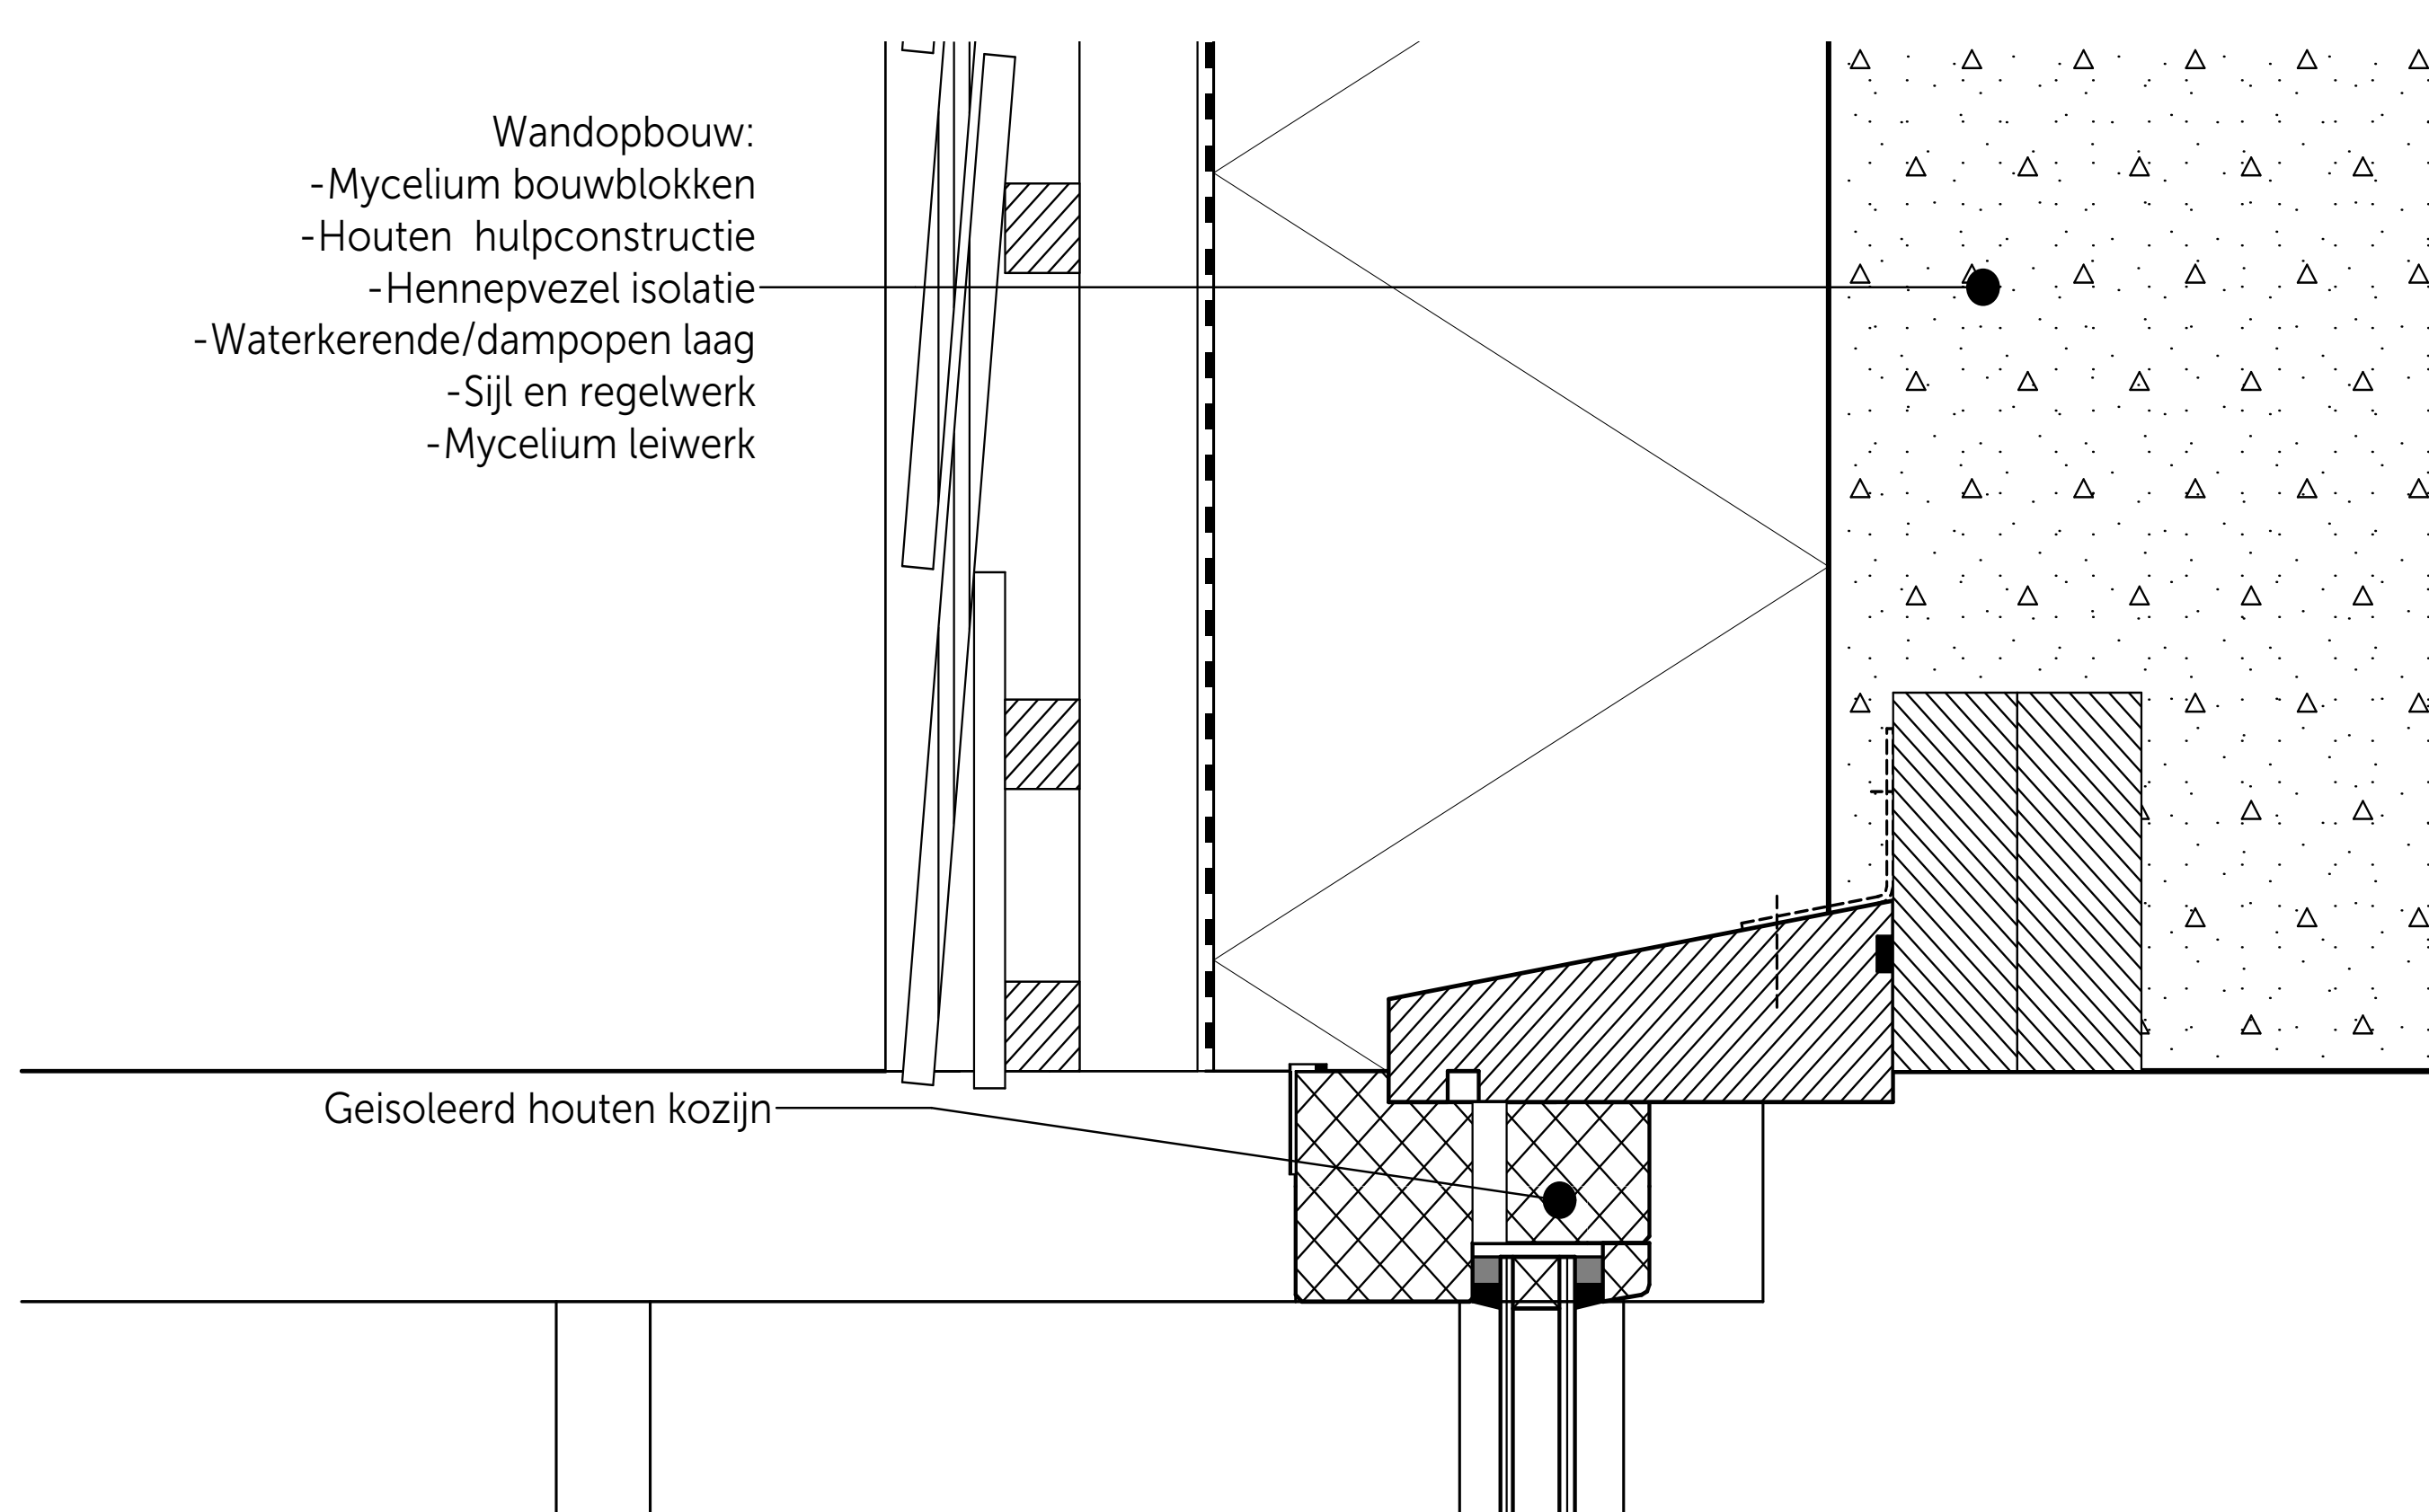 Wandopbouw:
-Mycelium bouwblokken
-Houten  hulpconstructie
-Hennepvezel isolatie
-Waterkerende/dampopen laag
-Sijl en regelwerk
-Mycelium leiwerk
Geisoleerd houten kozijn